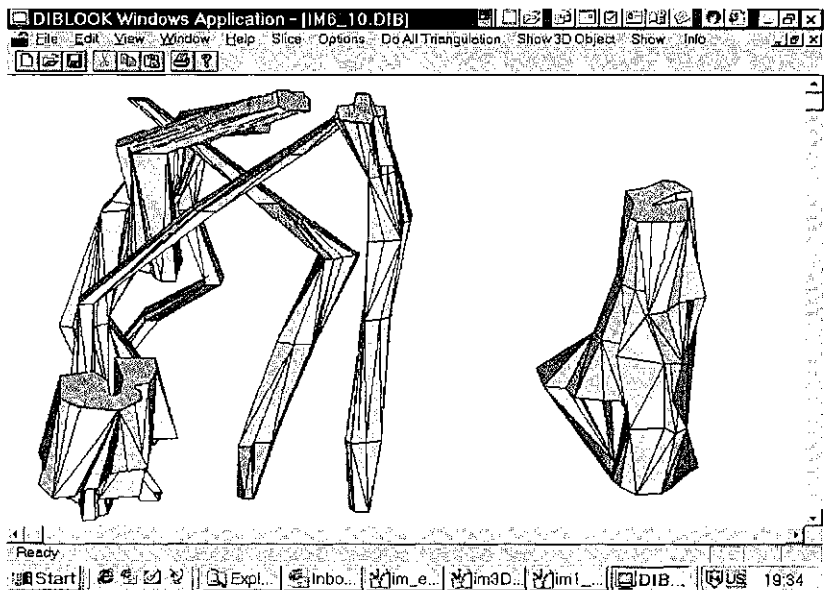 DIBLOOK Windows Application - [IM6_10.DIB]
File Edit View Window Help Slice Options Do All Triangulation Show 3D Object Show Info
Ready
Start Expl... Inbo... im_e... im3D... im1_... DIB... US 19:34